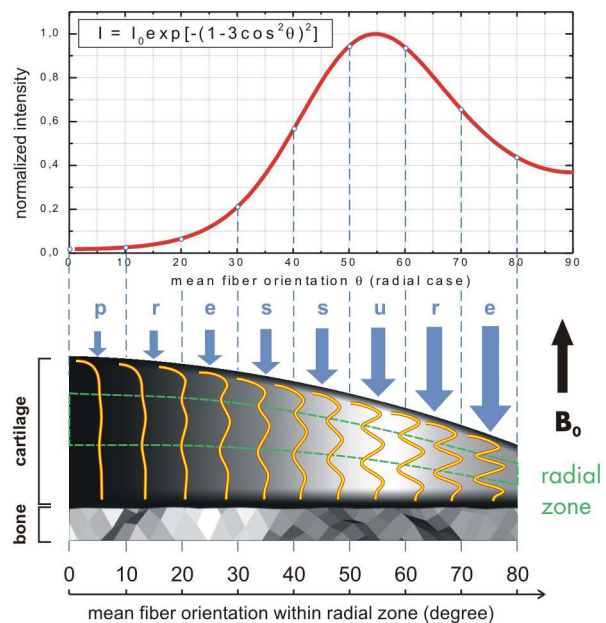 I = I₀exp[-(1-3cos²θ)²]
normalized intensity
1,0
0,8
0,6
0,4
0,2
0,0
0 10 20 30 40 50 60 70 80 90
mean fiber orientation θ (radial case)
p r e s s u r e
B₀
cartilage
radial
zone
bone
0 10 20 30 40 50 60 70 80
mean fiber orientation within radial zone (degree)